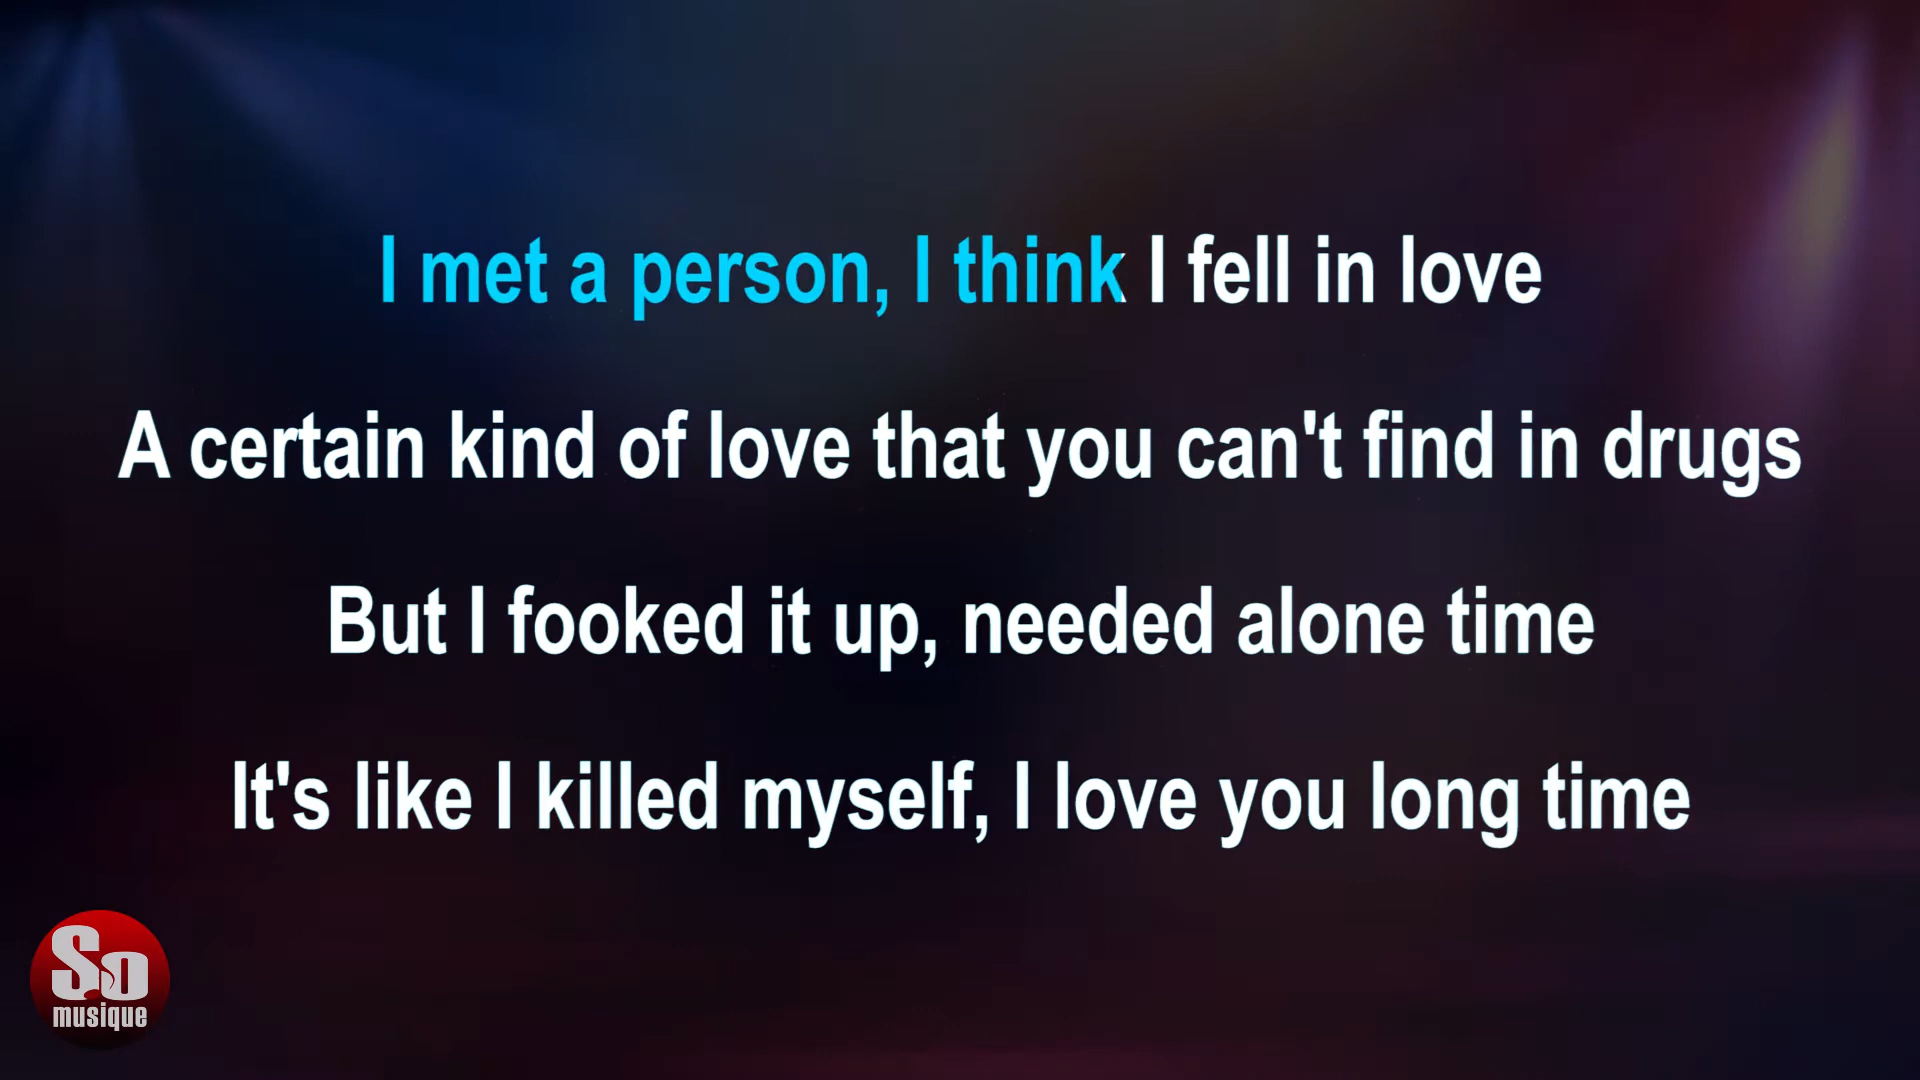 I met a person, I think I fell in love
A certain kind of love that you can't find in drugs
But I fooked it up, needed alone time
It's like I killed myself, I love you long time
So
musique